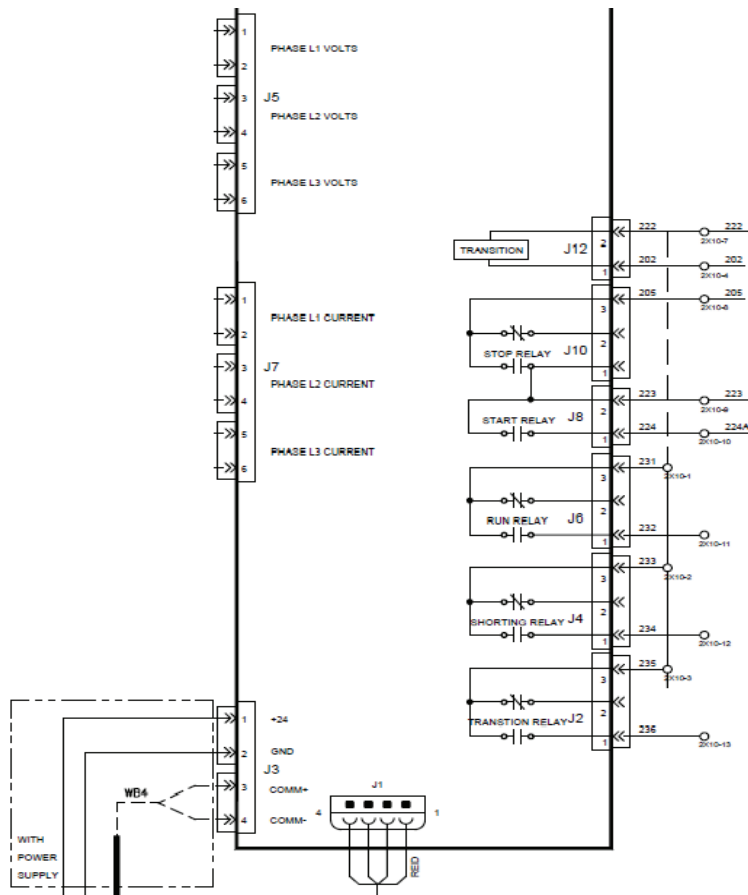 1
PHASE L1 VOLTS
2
3 J5
PHASE L2 VOLTS
4
5
PHASE L3 VOLTS
6
1
PHASE L1 CURRENT
2
3 J7
PHASE L2 CURRENT
4
5
PHASE L3 CURRENT
6
TRANSITION J12
2 222 222
2X10-7
1 202 202
2X10-4
3 205 205
2X10-8
2
STOP RELAY J10
1
2 223 223
2X10-9
START RELAY J8
1 224 224A
2X10-10
3 231
2X10-1
2
RUN RELAY J6
1 232
2X10-11
3 233
2X10-2
2
SHORTING RELAY J4
1 234
2X10-12
3 235
2X10-3
2
TRANSTION RELAY J2
1 236
2X10-13
1 +24
2 GND
J3
3 COMM+
4 COMM-
WB4
WITH
POWER
SUPPLY
J1
4 1
RED